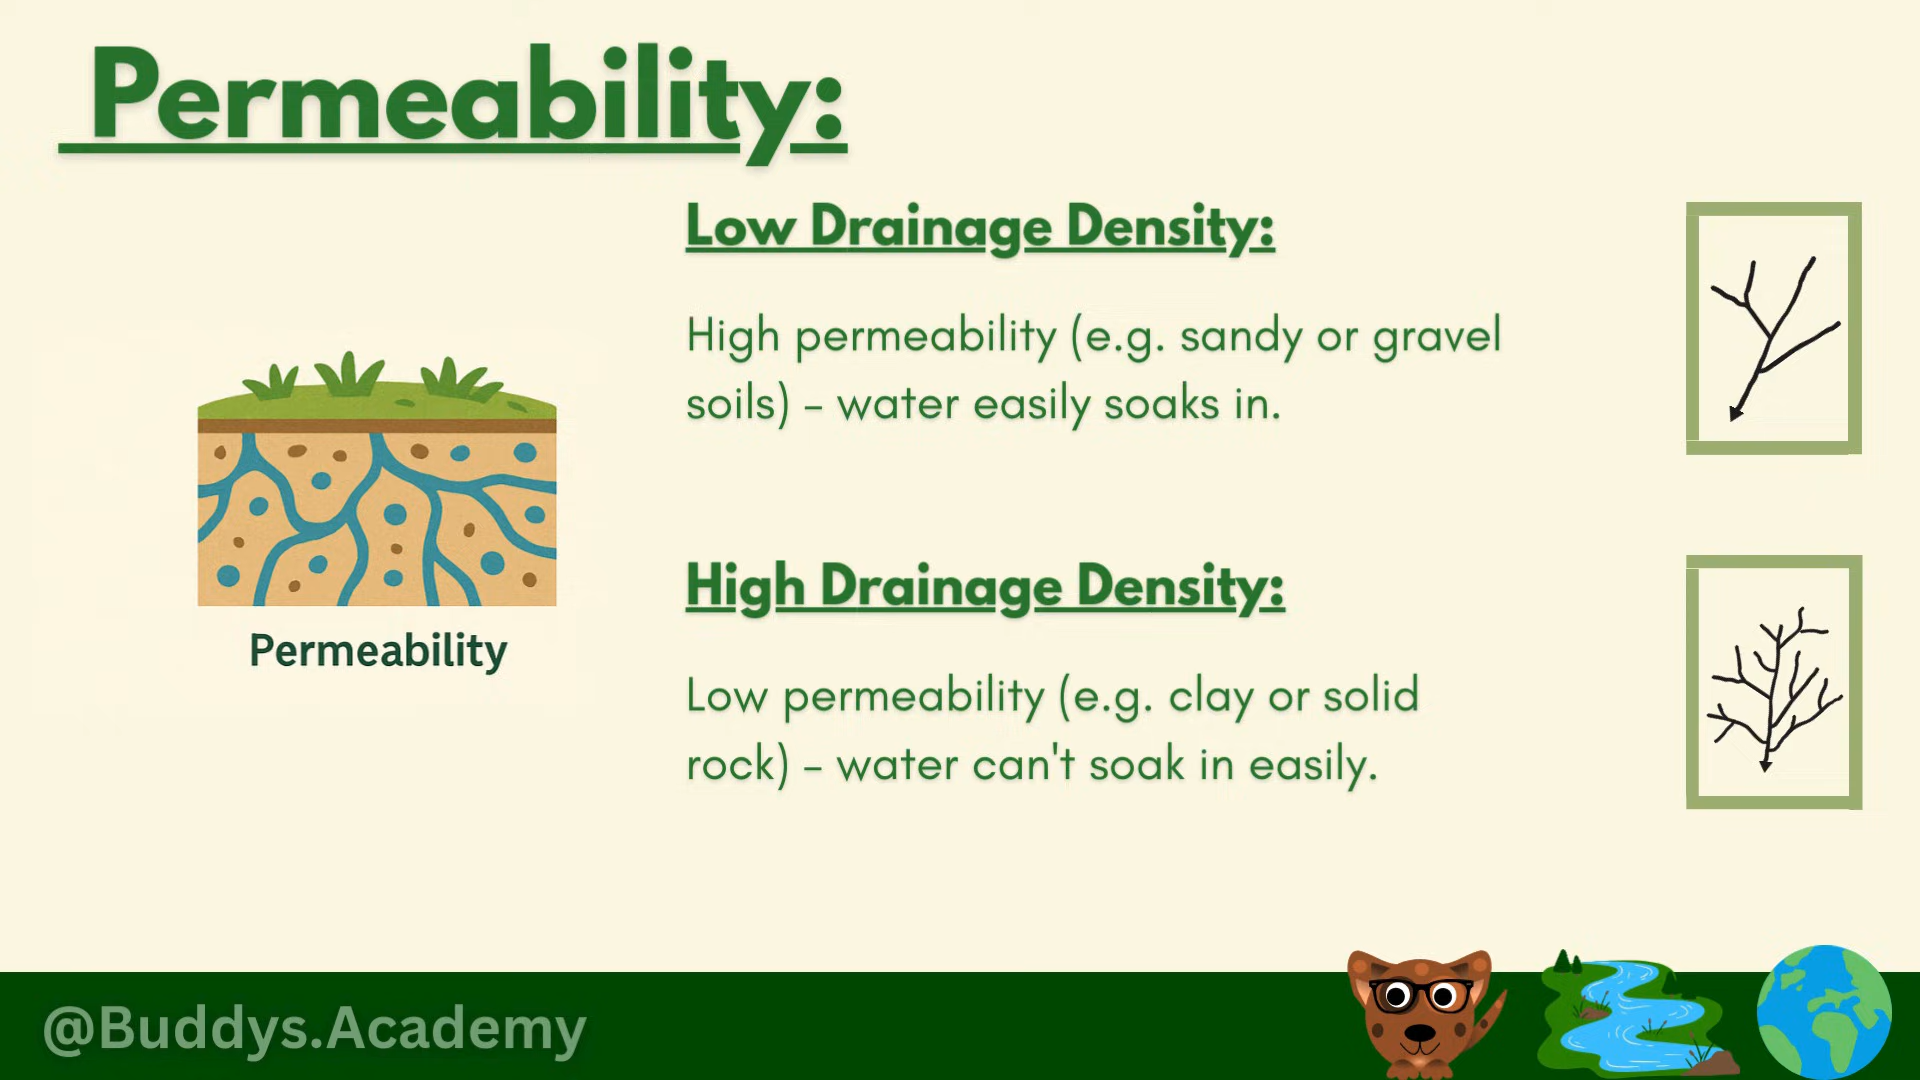 Permeability:
Low Drainage Density:
High permeability (e.g. sandy or gravel
soils) – water easily soaks in.
Permeability
High Drainage Density:
Low permeability (e.g. clay or solid
rock) – water can't soak in easily.
@Buddys.Academy